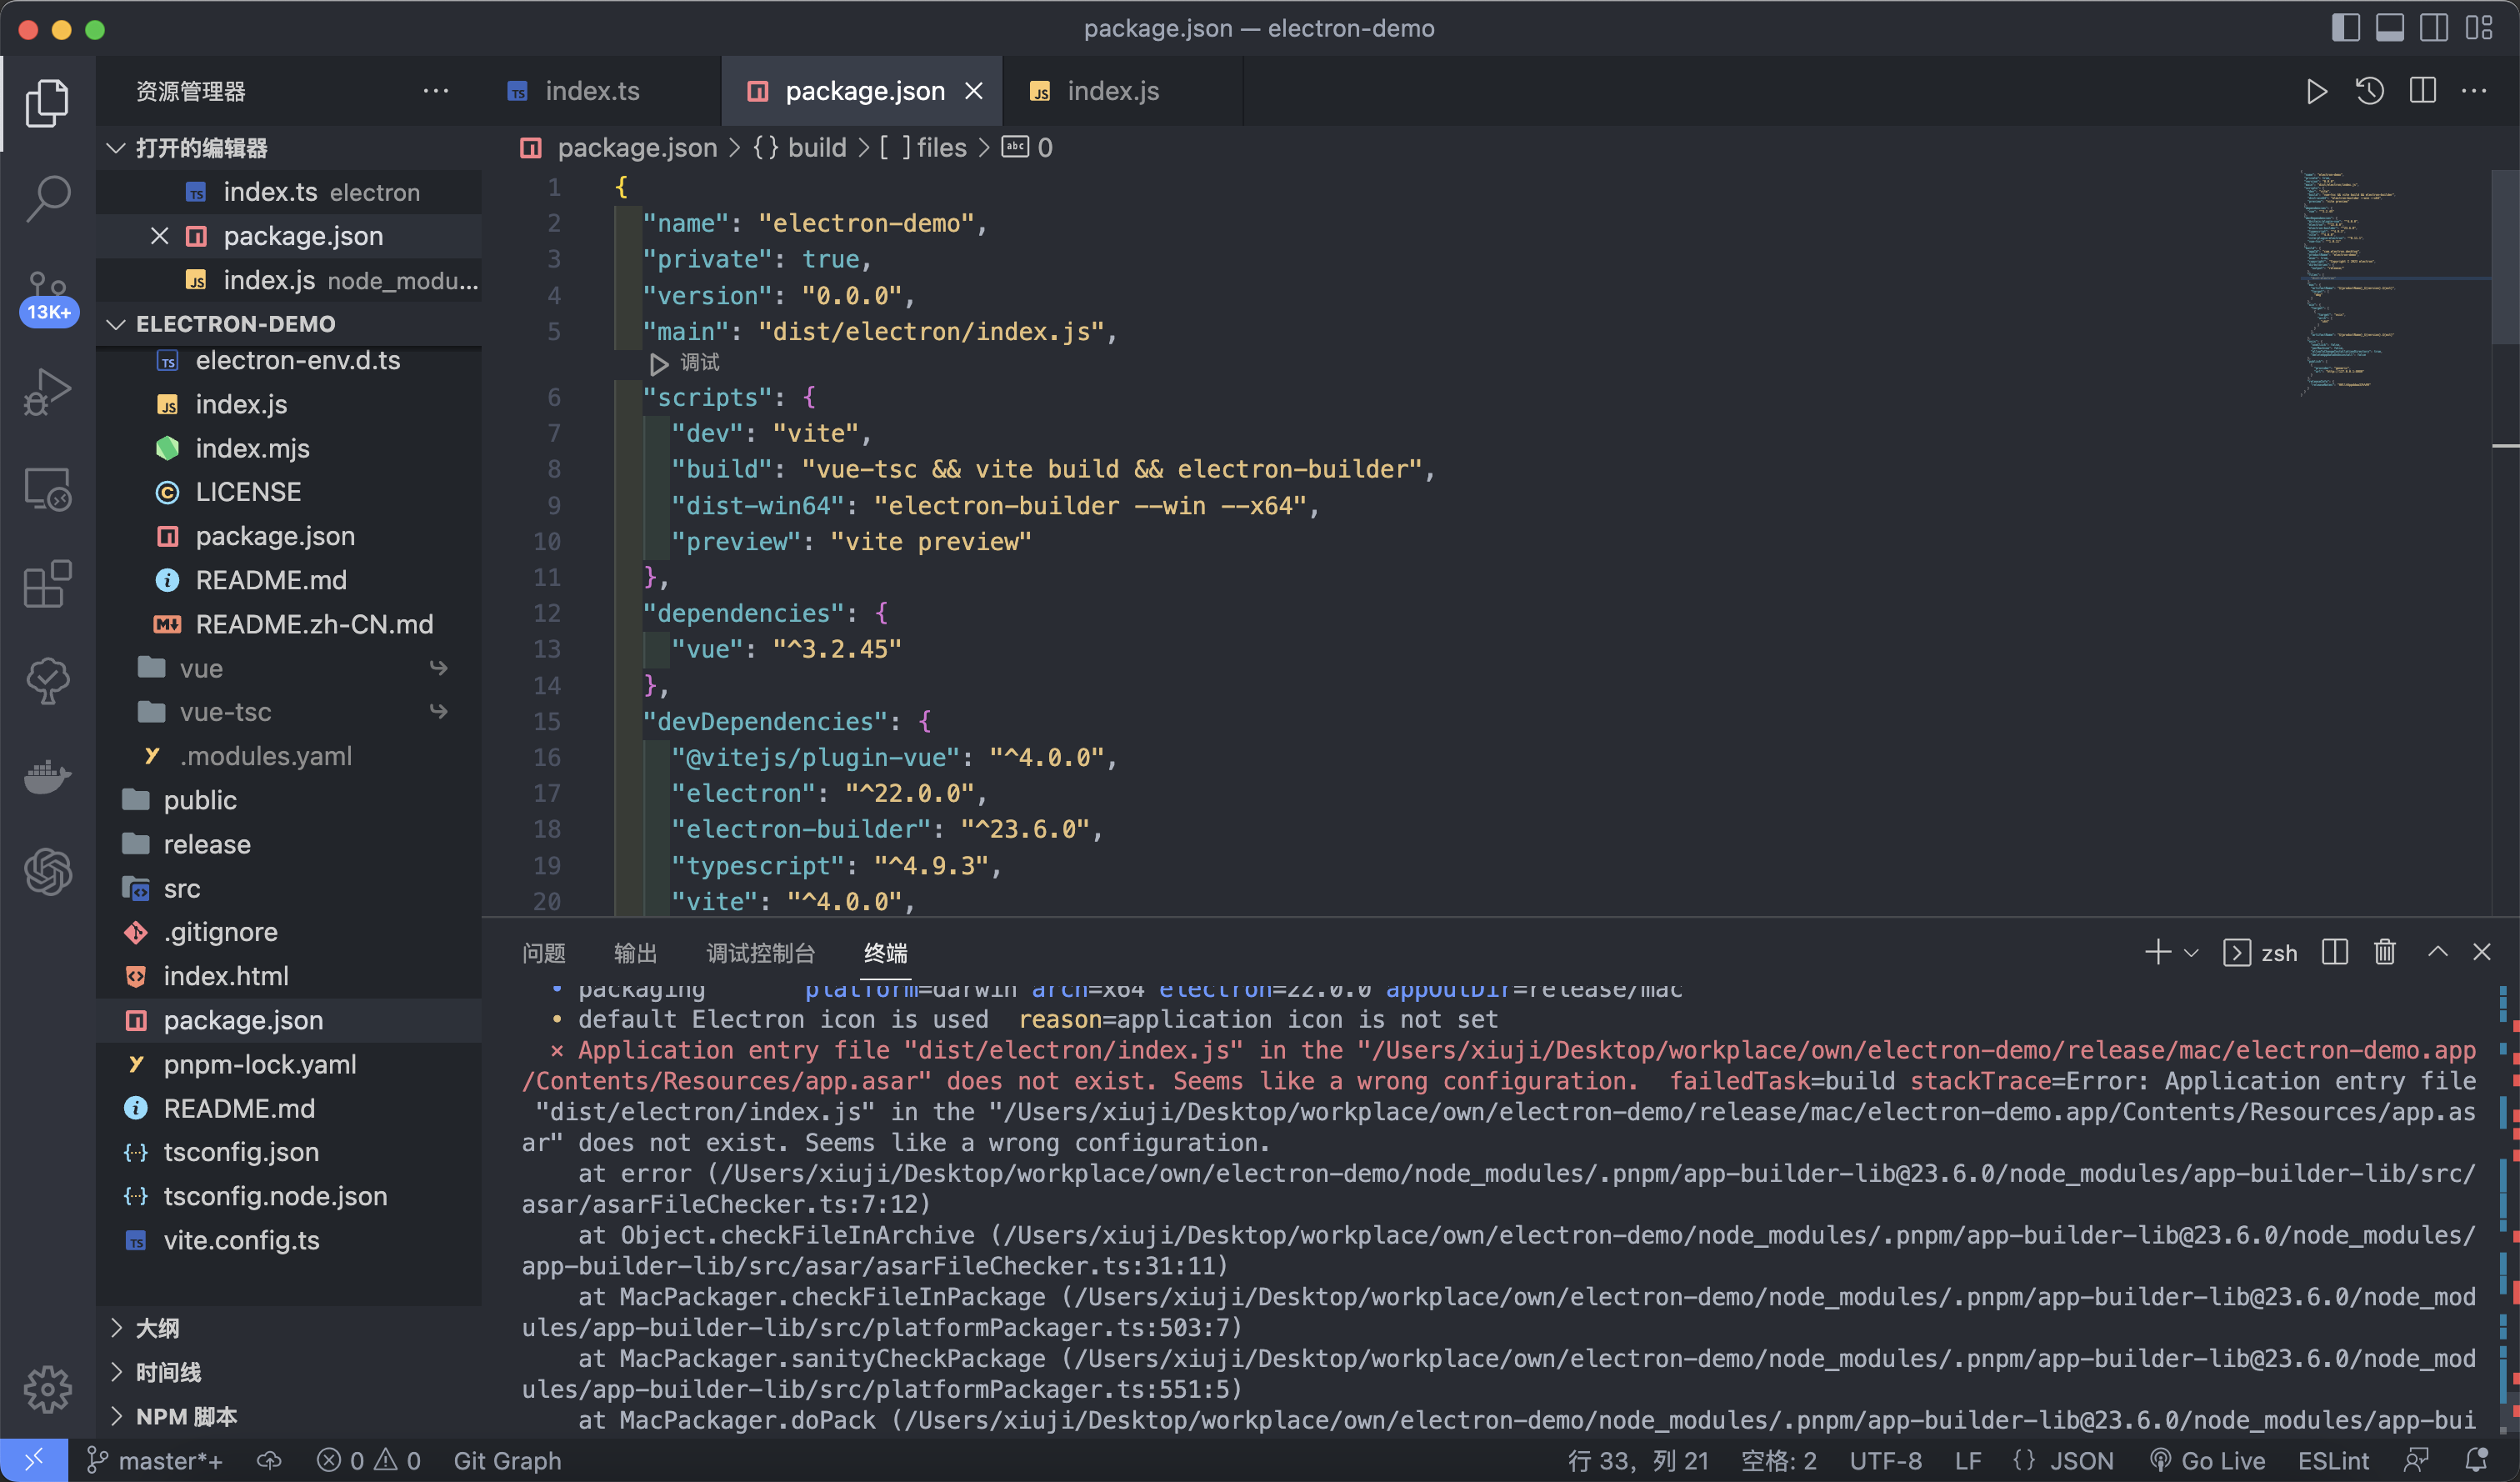 package.json — electron-demo
资源管理器
index.ts
package.json
index.js
打开的编辑器
index.ts electron
package.json
index.js node_modu...
13K+
ELECTRON-DEMO
electron-env.d.ts
index.js
index.mjs
LICENSE
package.json
README.md
README.zh-CN.md
vue
vue-tsc
.modules.yaml
public
release
src
.gitignore
index.html
package.json
pnpm-lock.yaml
README.md
tsconfig.json
tsconfig.node.json
vite.config.ts
大纲
时间线
NPM 脚本
package.json > {} build > [ ] files > abc 0
1 {
2 "name": "electron-demo",
3 "private": true,
4 "version": "0.0.0",
5 "main": "dist/electron/index.js",
调试
6 "scripts": {
7 "dev": "vite",
8 "build": "vue-tsc && vite build && electron-builder",
9 "dist-win64": "electron-builder --win --x64",
10 "preview": "vite preview"
11 },
12 "dependencies": {
13 "vue": "^3.2.45"
14 },
15 "devDependencies": {
16 "@vitejs/plugin-vue": "^4.0.0",
17 "electron": "^22.0.0",
18 "electron-builder": "^23.6.0",
19 "typescript": "^4.9.3",
20 "vite": "^4.0.0",
问题 输出 调试控制台 终端
zsh
• packaging platform=darwin arch=x64 electron=22.0.0 appOutDir=release/mac
• default Electron icon is used reason=application icon is not set
⨯ Application entry file "dist/electron/index.js" in the "/Users/xiuji/Desktop/workplace/own/electron-demo/release/mac/electron-demo.app
/Contents/Resources/app.asar" does not exist. Seems like a wrong configuration. failedTask=build stackTrace=Error: Application entry file
"dist/electron/index.js" in the "/Users/xiuji/Desktop/workplace/own/electron-demo/release/mac/electron-demo.app/Contents/Resources/app.as
ar" does not exist. Seems like a wrong configuration.
at error (/Users/xiuji/Desktop/workplace/own/electron-demo/node_modules/.pnpm/app-builder-lib@23.6.0/node_modules/app-builder-lib/src/
asar/asarFileChecker.ts:7:12)
at Object.checkFileInArchive (/Users/xiuji/Desktop/workplace/own/electron-demo/node_modules/.pnpm/app-builder-lib@23.6.0/node_modules/
app-builder-lib/src/asar/asarFileChecker.ts:31:11)
at MacPackager.checkFileInPackage (/Users/xiuji/Desktop/workplace/own/electron-demo/node_modules/.pnpm/app-builder-lib@23.6.0/node_mod
ules/app-builder-lib/src/platformPackager.ts:503:7)
at MacPackager.sanityCheckPackage (/Users/xiuji/Desktop/workplace/own/electron-demo/node_modules/.pnpm/app-builder-lib@23.6.0/node_mod
ules/app-builder-lib/src/platformPackager.ts:551:5)
at MacPackager.doPack (/Users/xiuji/Desktop/workplace/own/electron-demo/node_modules/.pnpm/app-builder-lib@23.6.0/node_modules/app-bui
master*+ 0 0 Git Graph 行 33, 列 21 空格: 2 UTF-8 LF {} JSON Go Live ESLint